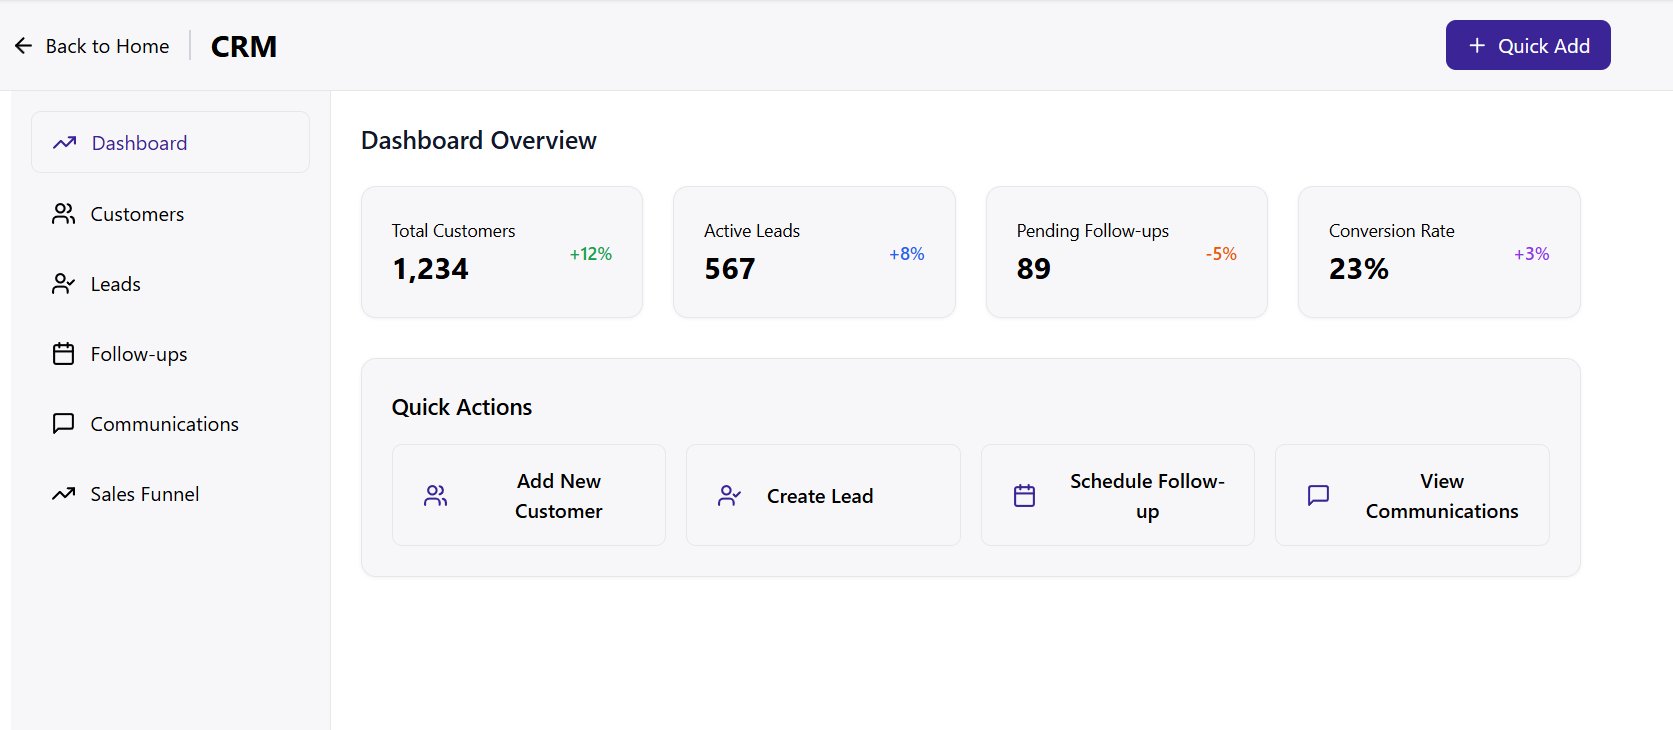 Back to Home
CRM
Quick Add
Dashboard
Customers
Leads
Follow-ups
Communications
Sales Funnel
Dashboard Overview
Total Customers
1,234
+12%
Active Leads
567
+8%
Pending Follow-ups
89
-5%
Conversion Rate
23%
+3%
Quick Actions
Add New
Customer
Create Lead
Schedule Follow-
up
View
Communications